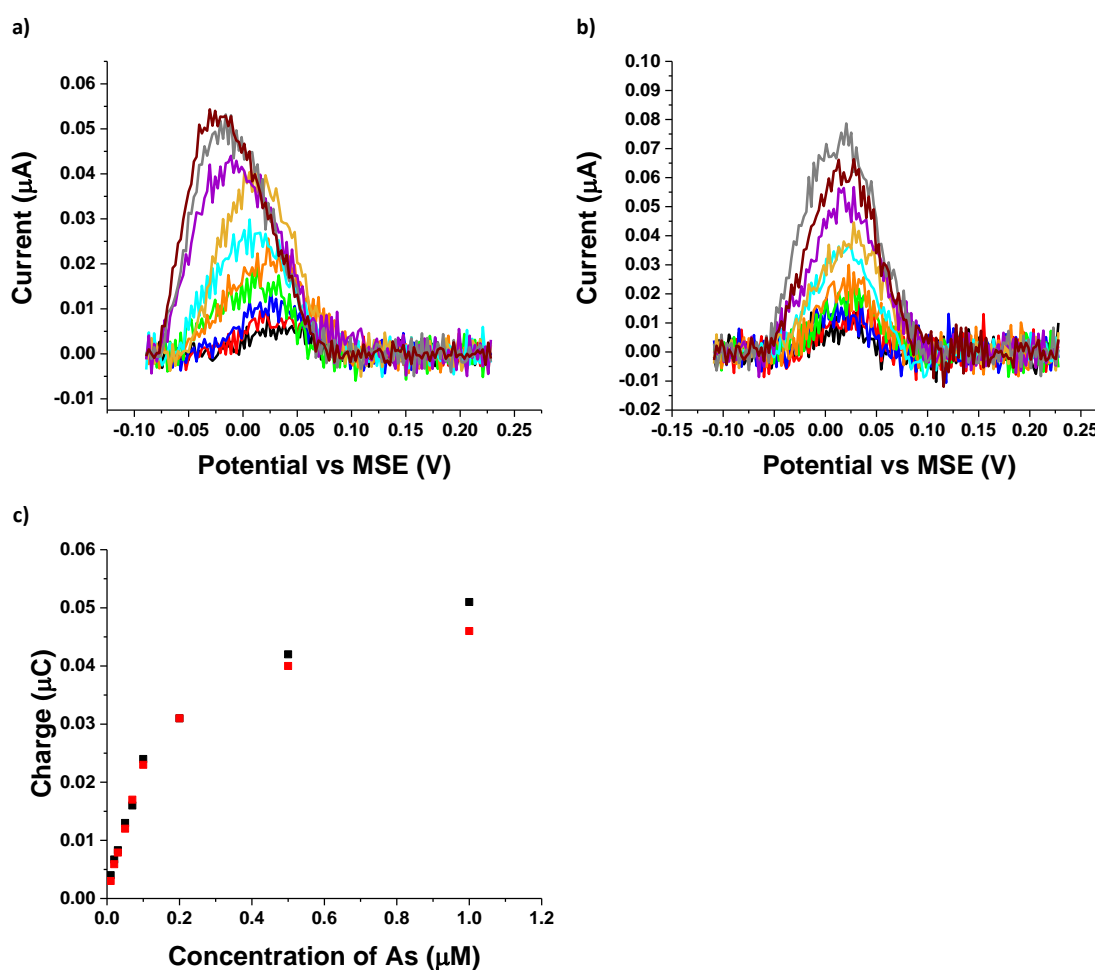 a)
0.06
0.05
0.04
0.03
0.02
0.01
0.00
-0.01
Current (μA)
-0.10 -0.05 0.00 0.05 0.10 0.15 0.20 0.25
Potential vs MSE (V)
b)
0.10
0.09
0.08
0.07
0.06
0.05
0.04
0.03
0.02
0.01
0.00
-0.01
-0.02
Current (μA)
-0.15 -0.10 -0.05 0.00 0.05 0.10 0.15 0.20 0.25
Potential vs MSE (V)
c)
0.06
0.05
0.04
0.03
0.02
0.01
0.00
Charge (μC)
0.0 0.2 0.4 0.6 0.8 1.0 1.2
Concentration of As (μM)